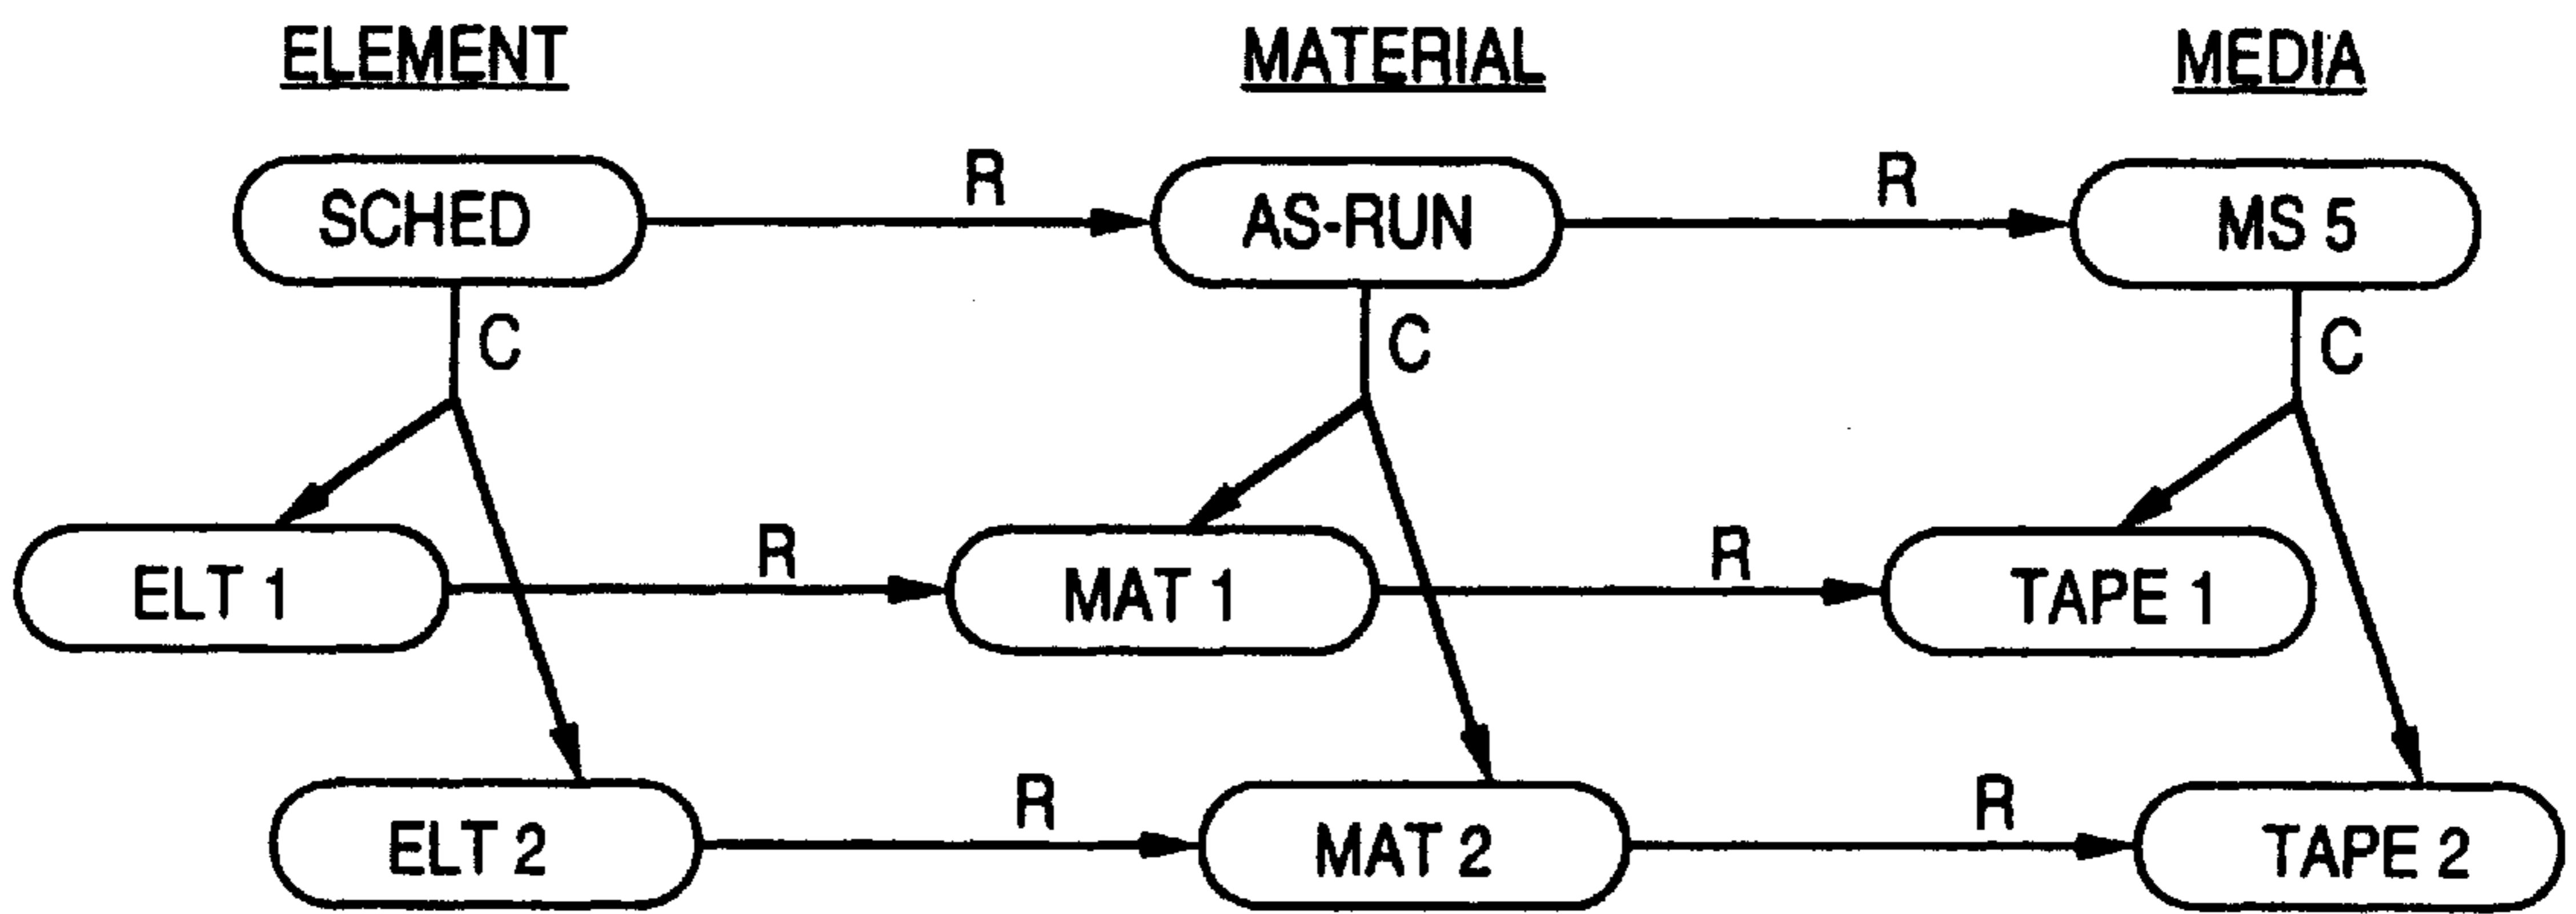 ELEMENT MATERIAL MEDIA
R R
SCHED AS-RUN MS 5
C C C
R R
ELT 1 MAT 1 TAPE 1
R R
ELT 2 MAT 2 TAPE 2